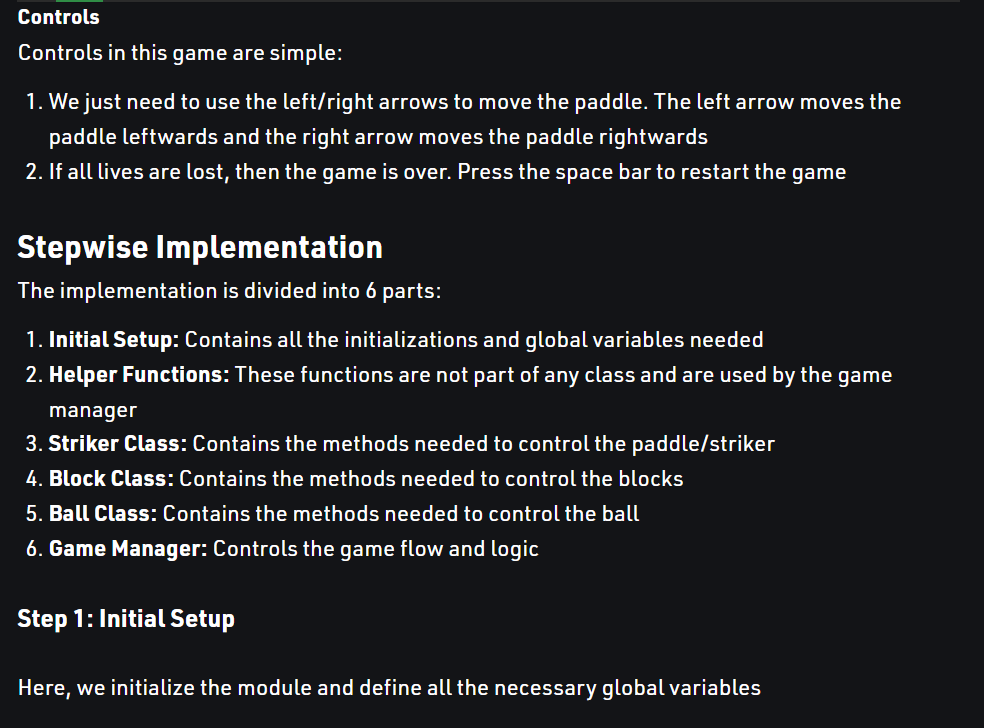 Controls
Controls in this game are simple:
1. We just need to use the left/right arrows to move the paddle. The left arrow moves the
paddle leftwards and the right arrow moves the paddle rightwards
2. If all lives are lost, then the game is over. Press the space bar to restart the game
Stepwise Implementation
The implementation is divided into 6 parts:
1. Initial Setup: Contains all the initializations and global variables needed
2. Helper Functions: These functions are not part of any class and are used by the game
manager
3. Striker Class: Contains the methods needed to control the paddle/striker
4. Block Class: Contains the methods needed to control the blocks
5. Ball Class: Contains the methods needed to control the ball
6. Game Manager: Controls the game flow and logic
Step 1: Initial Setup
Here, we initialize the module and define all the necessary global variables